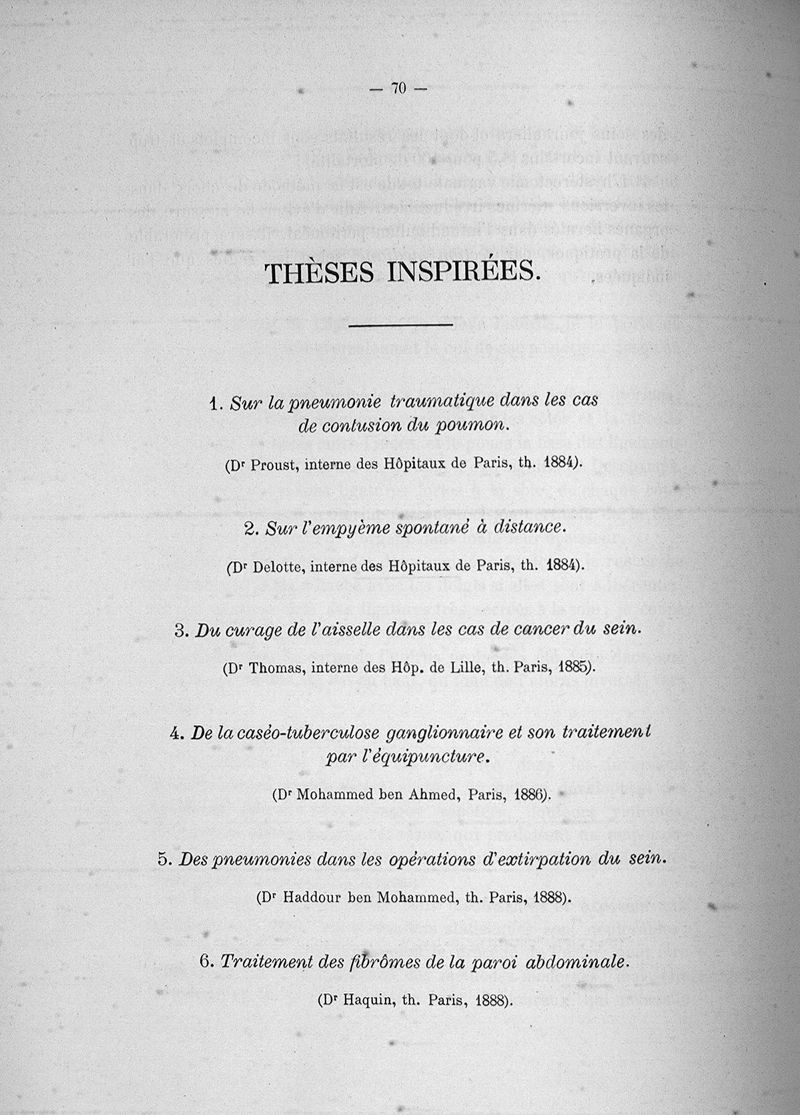 — 70 —
THÈSES INSPIRÉES.
1. Sur la pneumonie traumatique dans les cas
de contusion du poumon.
(Dr Proust, interne des Hôpitaux de Paris, th. 1884).
2. Sur l'empyème spontané à distance.
(Dr Delotte, interne des Hôpitaux de Paris, th. 1884).
3. Du curage de l'aisselle dans les cas de cancer du sein.
(Dr Thomas, interne des Hôp. de Lille, th. Paris, 1885).
4. De la caséo-tuberculose ganglionnaire et son traitement
par l'équipuncture.
(Dr Mohammed ben Ahmed, Paris, 1886).
5. Des pneumonies dans les opérations d'extirpation du sein.
(Dr Haddour ben Mohammed, th. Paris, 1888).
6. Traitement des fibrômes de la paroi abdominale.
(Dr Haquin, th. Paris, 1888).